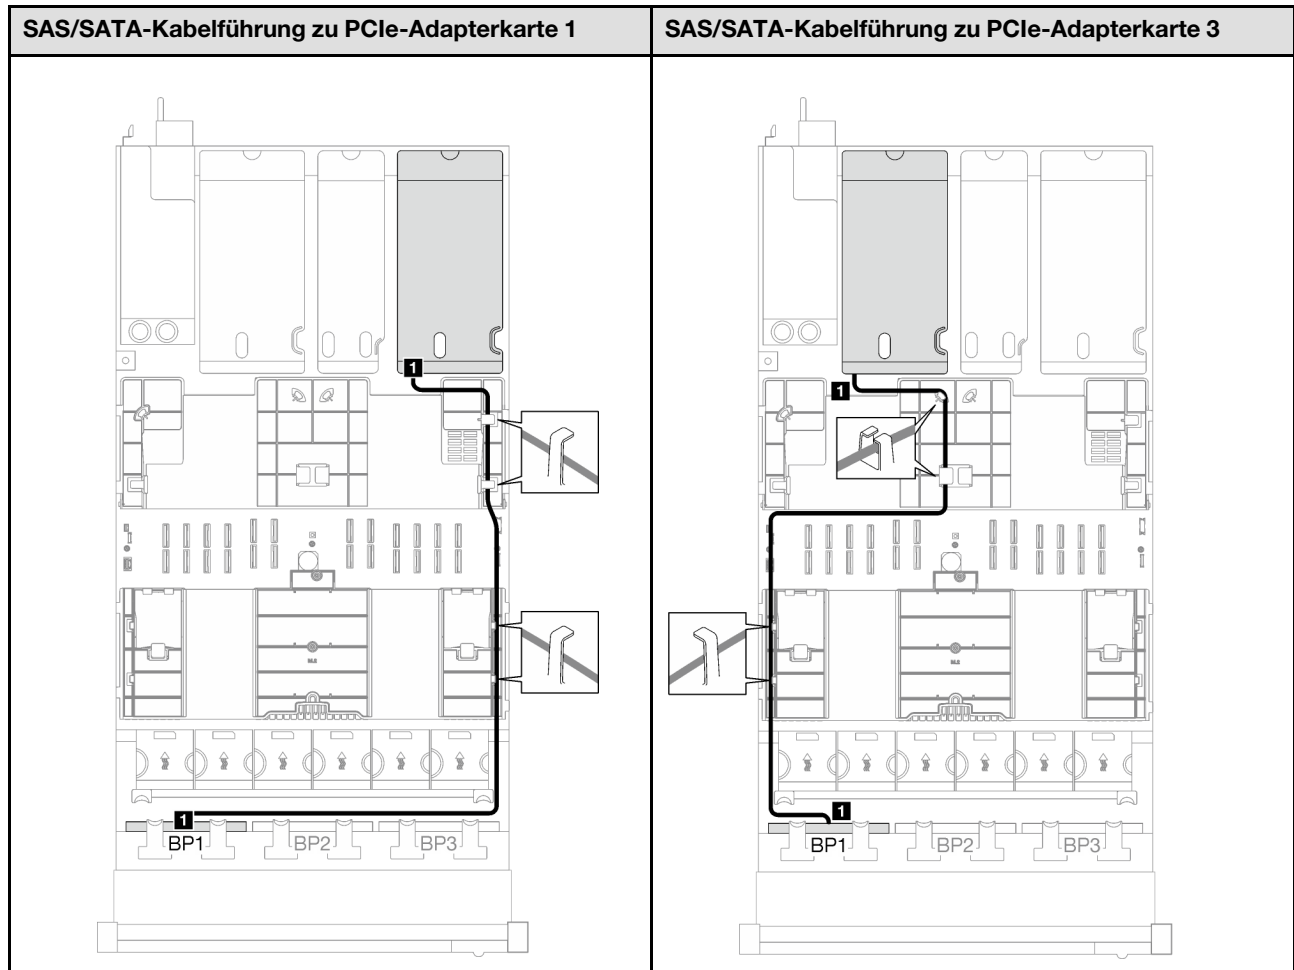 SAS/SATA-Kabelführung zu PCIe-Adapterkarte 1
SAS/SATA-Kabelführung zu PCIe-Adapterkarte 3
1
1
BP1
BP2
BP3
1
1
BP1
BP2
BP3